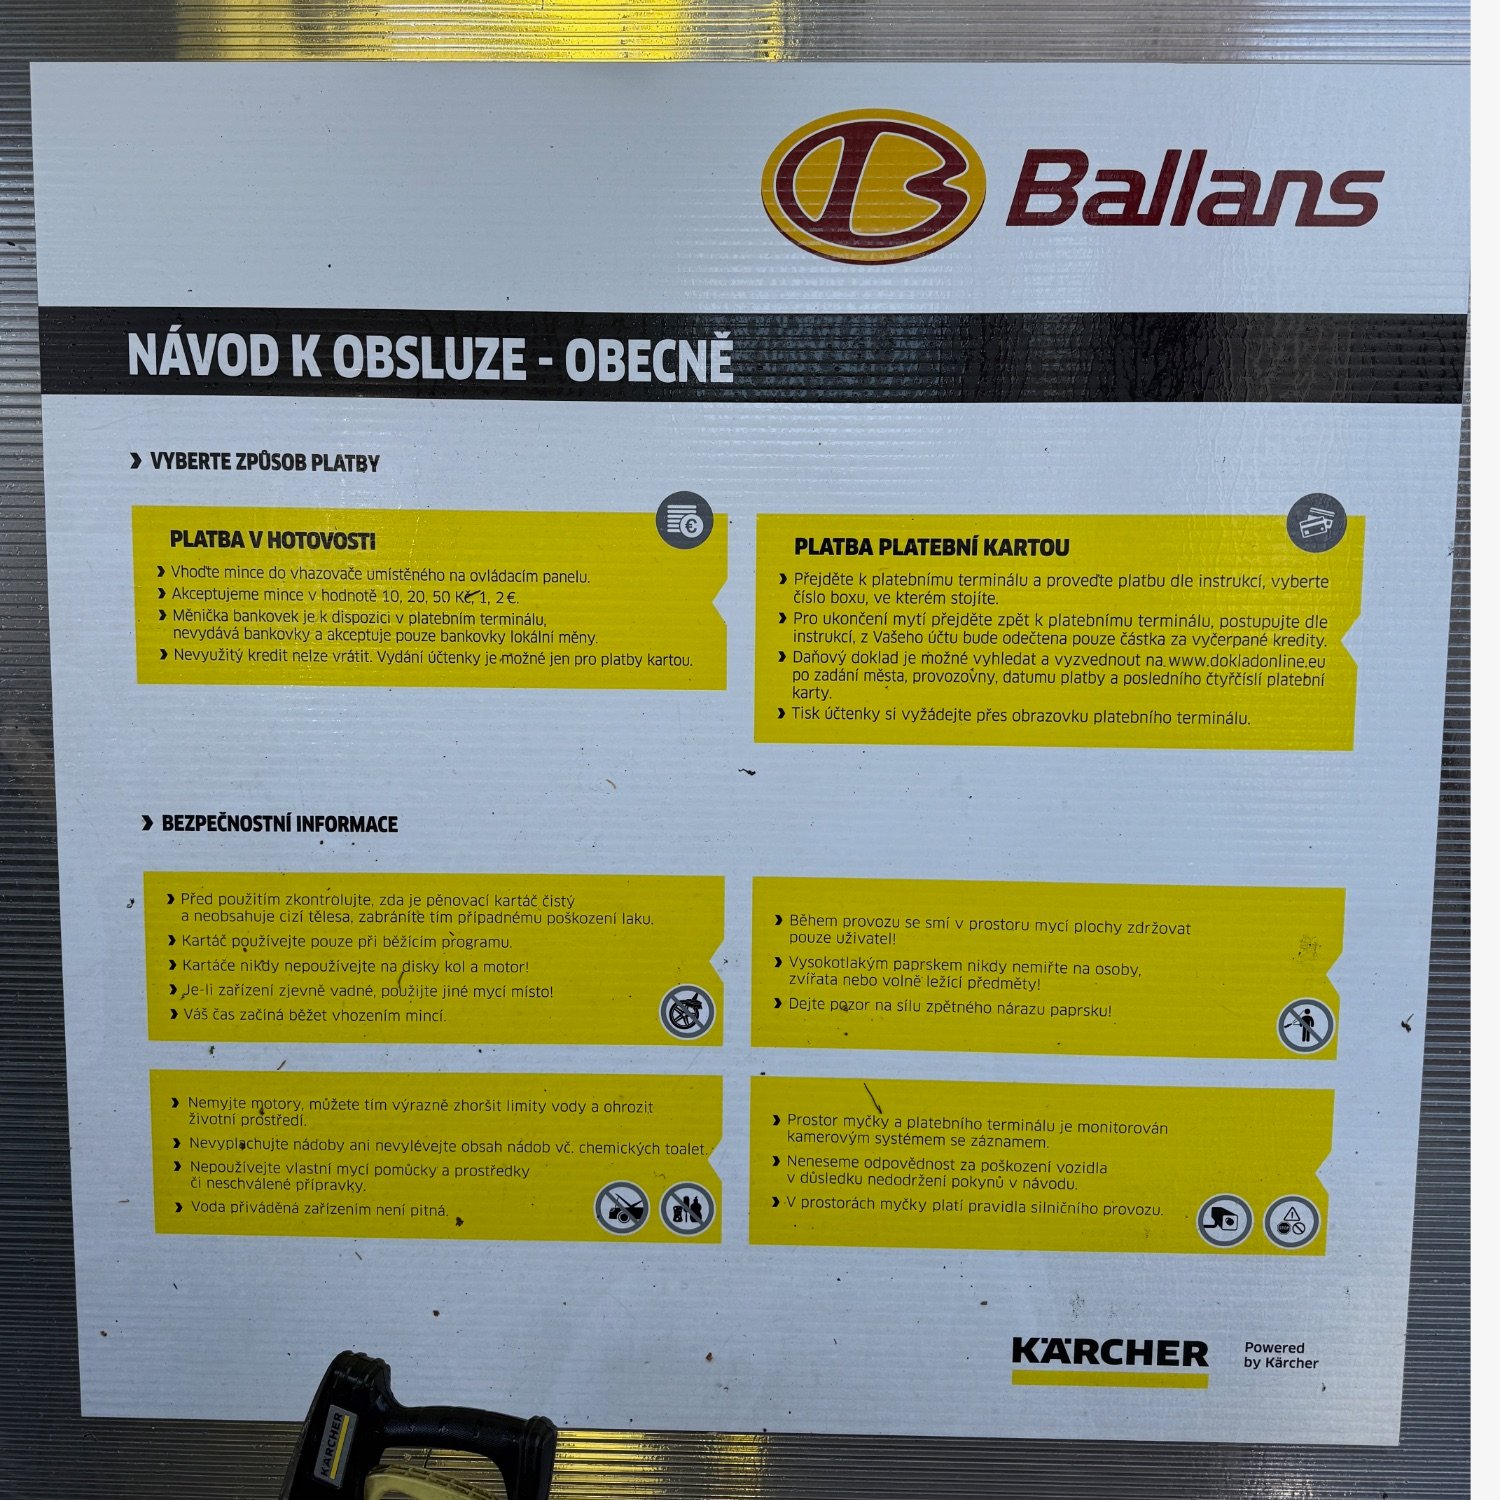 Ballans
NÁVOD K OBSLUZE - OBECNĚ
VYBERTE ZPŮSOB PLATBY
PLATBA V HOTOVOSTI
Vhoďte mince do vhazovače umístěného na ovládacím panelu.
Akceptujeme mince v hodnotě 10, 20, 50 Kč, 1, 2 €.
Měnička bankovek je k dispozici v platebním terminálu,
nevydává bankovky a akceptuje pouze bankovky lokální měny.
Nevyužitý kredit nelze vrátit. Vydání účtenky je možné jen pro platby kartou.
PLATBA PLATEBNÍ KARTOU
Přejděte k platebnímu terminálu a proveďte platbu dle instrukcí, vyberte
číslo boxu, ve kterém stojíte.
Pro ukončení mytí přejděte zpět k platebnímu terminálu, postupujte dle
instrukcí, z Vašeho účtu bude odečtena pouze částka za vyčerpané kredity.
Daňový doklad je možné vyhledat a vyzvednout na www.dokladonline.eu
po zadání města, provozovny, datumu platby a posledního čtyřčíslí platební
karty.
Tisk účtenky si vyžádejte přes obrazovku platebního terminálu.
BEZPEČNOSTNÍ INFORMACE
Před použitím zkontrolujte, zda je pěnovací kartáč čistý
a neobsahuje cizí tělesa, zabráníte tím případnému poškození laku.
Kartáč používejte pouze při běžícím programu.
Kartáče nikdy nepoužívejte na disky kol a motor!
Je-li zařízení zjevně vadné, použijte jiné mycí místo!
Váš čas začíná běžet vhozením mincí.
Během provozu se smí v prostoru mycí plochy zdržovat
pouze uživatel!
Vysokotlakým paprskem nikdy nemiřte na osoby,
zvířata nebo volně ležící předměty!
Dejte pozor na sílu zpětného nárazu paprsku!
Nemyjte motory, můžete tím výrazně zhoršit limity vody a ohrozit
životní prostředí.
Nevyplachujte nádoby ani nevylévejte obsah nádob vč. chemických toalet.
Nepoužívejte vlastní mycí pomůcky a prostředky
či neschválené přípravky.
Voda přiváděná zařízením není pitná.
Prostor myčky a platebního terminálu je monitorován
kamerovým systémem se záznamem.
Neneseme odpovědnost za poškození vozidla
v důsledku nedodržení pokynů v návodu.
V prostorách myčky platí pravidla silničního provozu.
STOP
KÄRCHER
Powered
by Kärcher
KÄRCHER